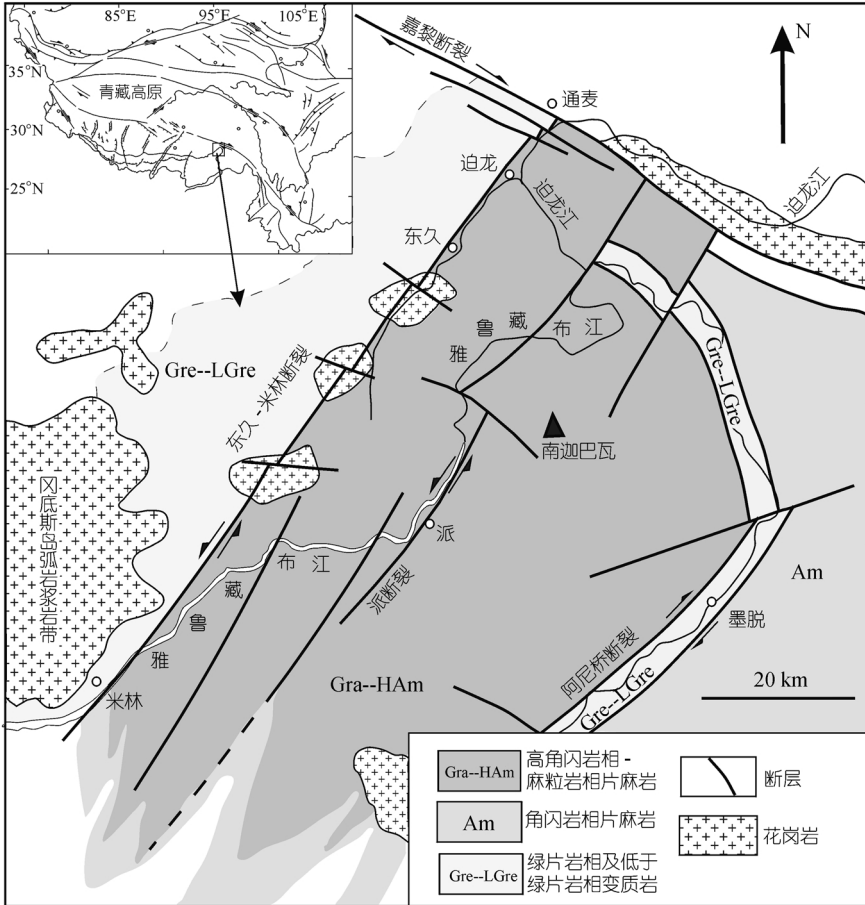 85°E 95°E 105°E
35°N
30°N
25°N
青藏高原
N
嘉黎断裂
通麦
迫龙
迫龙江
迫龙江
东久
雅鲁藏布江
Gre--LGre
Gre--LGre
东久-米林断裂
南迦巴瓦
冈底斯岛弧岩浆岩带
派
雅鲁藏布江
派断裂
Am
墨脱
阿尼桥断裂
Gre--LGre
米林
Gra--HAm
20 km
Gra--HAm
高角闪岩相-
麻粒岩相片麻岩
断层
Am
角闪岩相片麻岩
花岗岩
Gre--LGre
绿片岩相及低于
绿片岩相变质岩